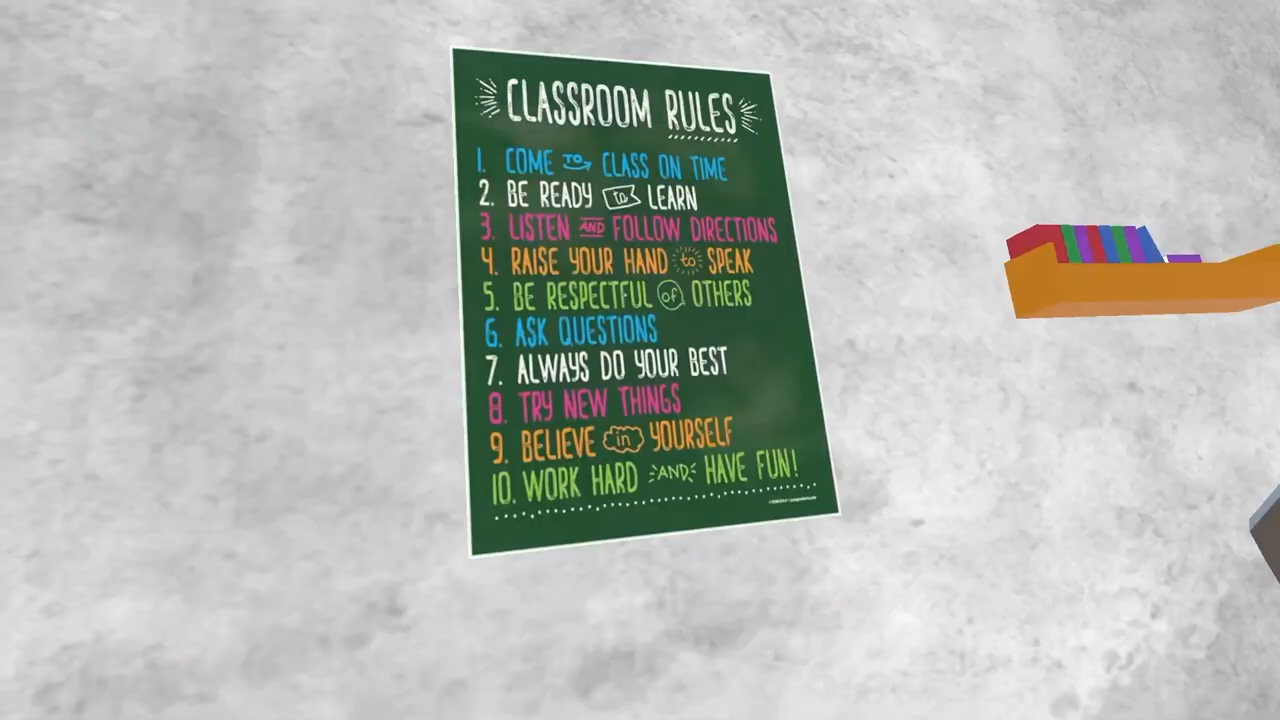 CLASSROOM RULES
1. COME TO CLASS ON TIME
2. BE READY to LEARN
3. LISTEN AND FOLLOW DIRECTIONS
4. RAISE YOUR HAND to SPEAK
5. BE RESPECTFUL of OTHERS
6. ASK QUESTIONS
7. ALWAYS DO YOUR BEST
8. TRY NEW THINGS
9. BELIEVE in YOURSELF
10. WORK HARD AND HAVE FUN!